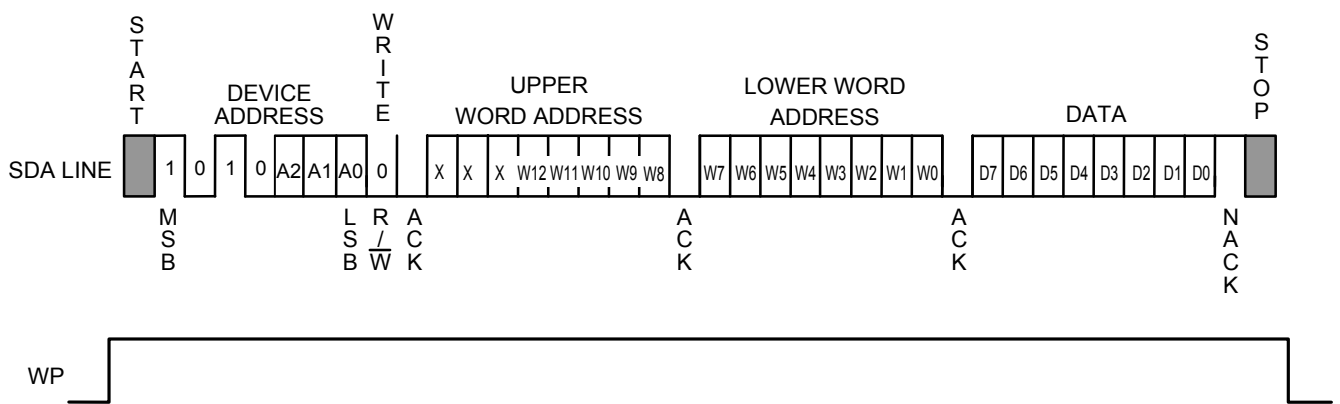 START
WRITE
STOP
DEVICE
ADDRESS
UPPER
WORD ADDRESS
LOWER WORD
ADDRESS
DATA
SDA LINE 1 0 1 0 A2 A1 A0 0 X X X W12 W11 W10 W9 W8 W7 W6 W5 W4 W3 W2 W1 W0 D7 D6 D5 D4 D3 D2 D1 D0
MSB
LSB
R/W
ACK
ACK
ACK
NACK
WP